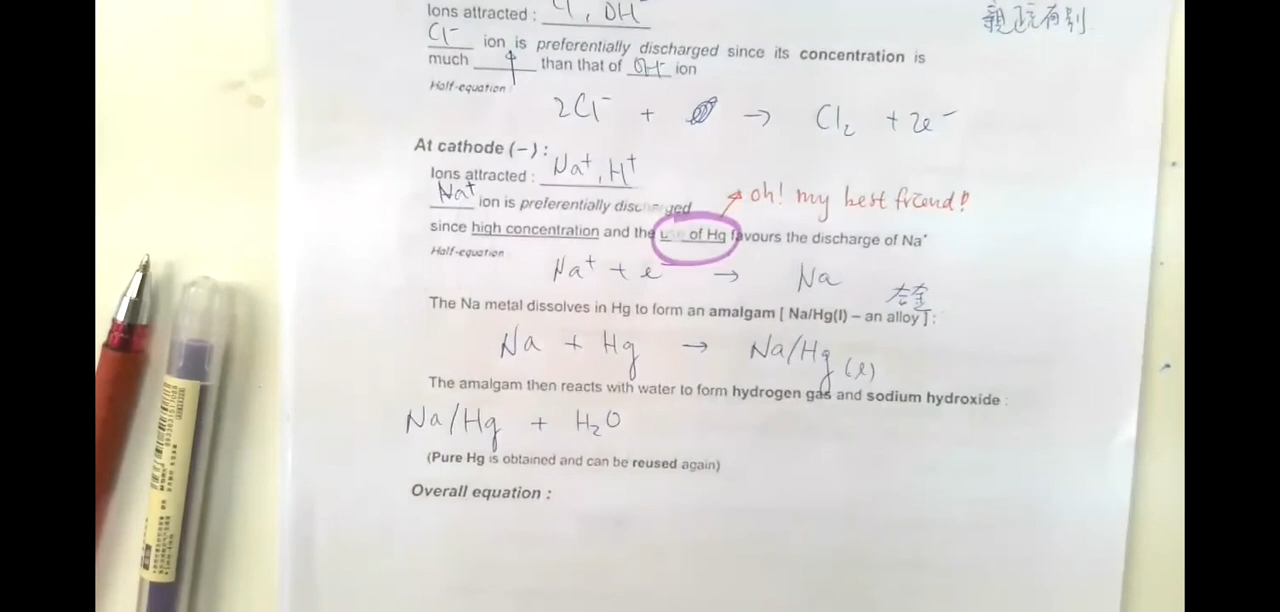 Ions attracted : Cl⁻, OH⁻
親疏有別
Cl⁻ ion is preferentially discharged since its concentration is
much ↑ than that of OH⁻ ion
Half-equation :
2Cl⁻ + → Cl₂ + 2e⁻
At cathode (–) :
Ions attracted : Na⁺, H⁺
Na⁺ ion is preferentially discharged
oh! my best friend!
since high concentration and the use of Hg favours the discharge of Na⁺
Half-equation
Na⁺ + e⁻ → Na
The Na metal dissolves in Hg to form an amalgam [ Na/Hg(l) – an alloy ] :
Na + Hg → Na/Hg (l)
The amalgam then reacts with water to form hydrogen gas and sodium hydroxide :
Na/Hg + H₂O
(Pure Hg is obtained and can be reused again)
Overall equation :